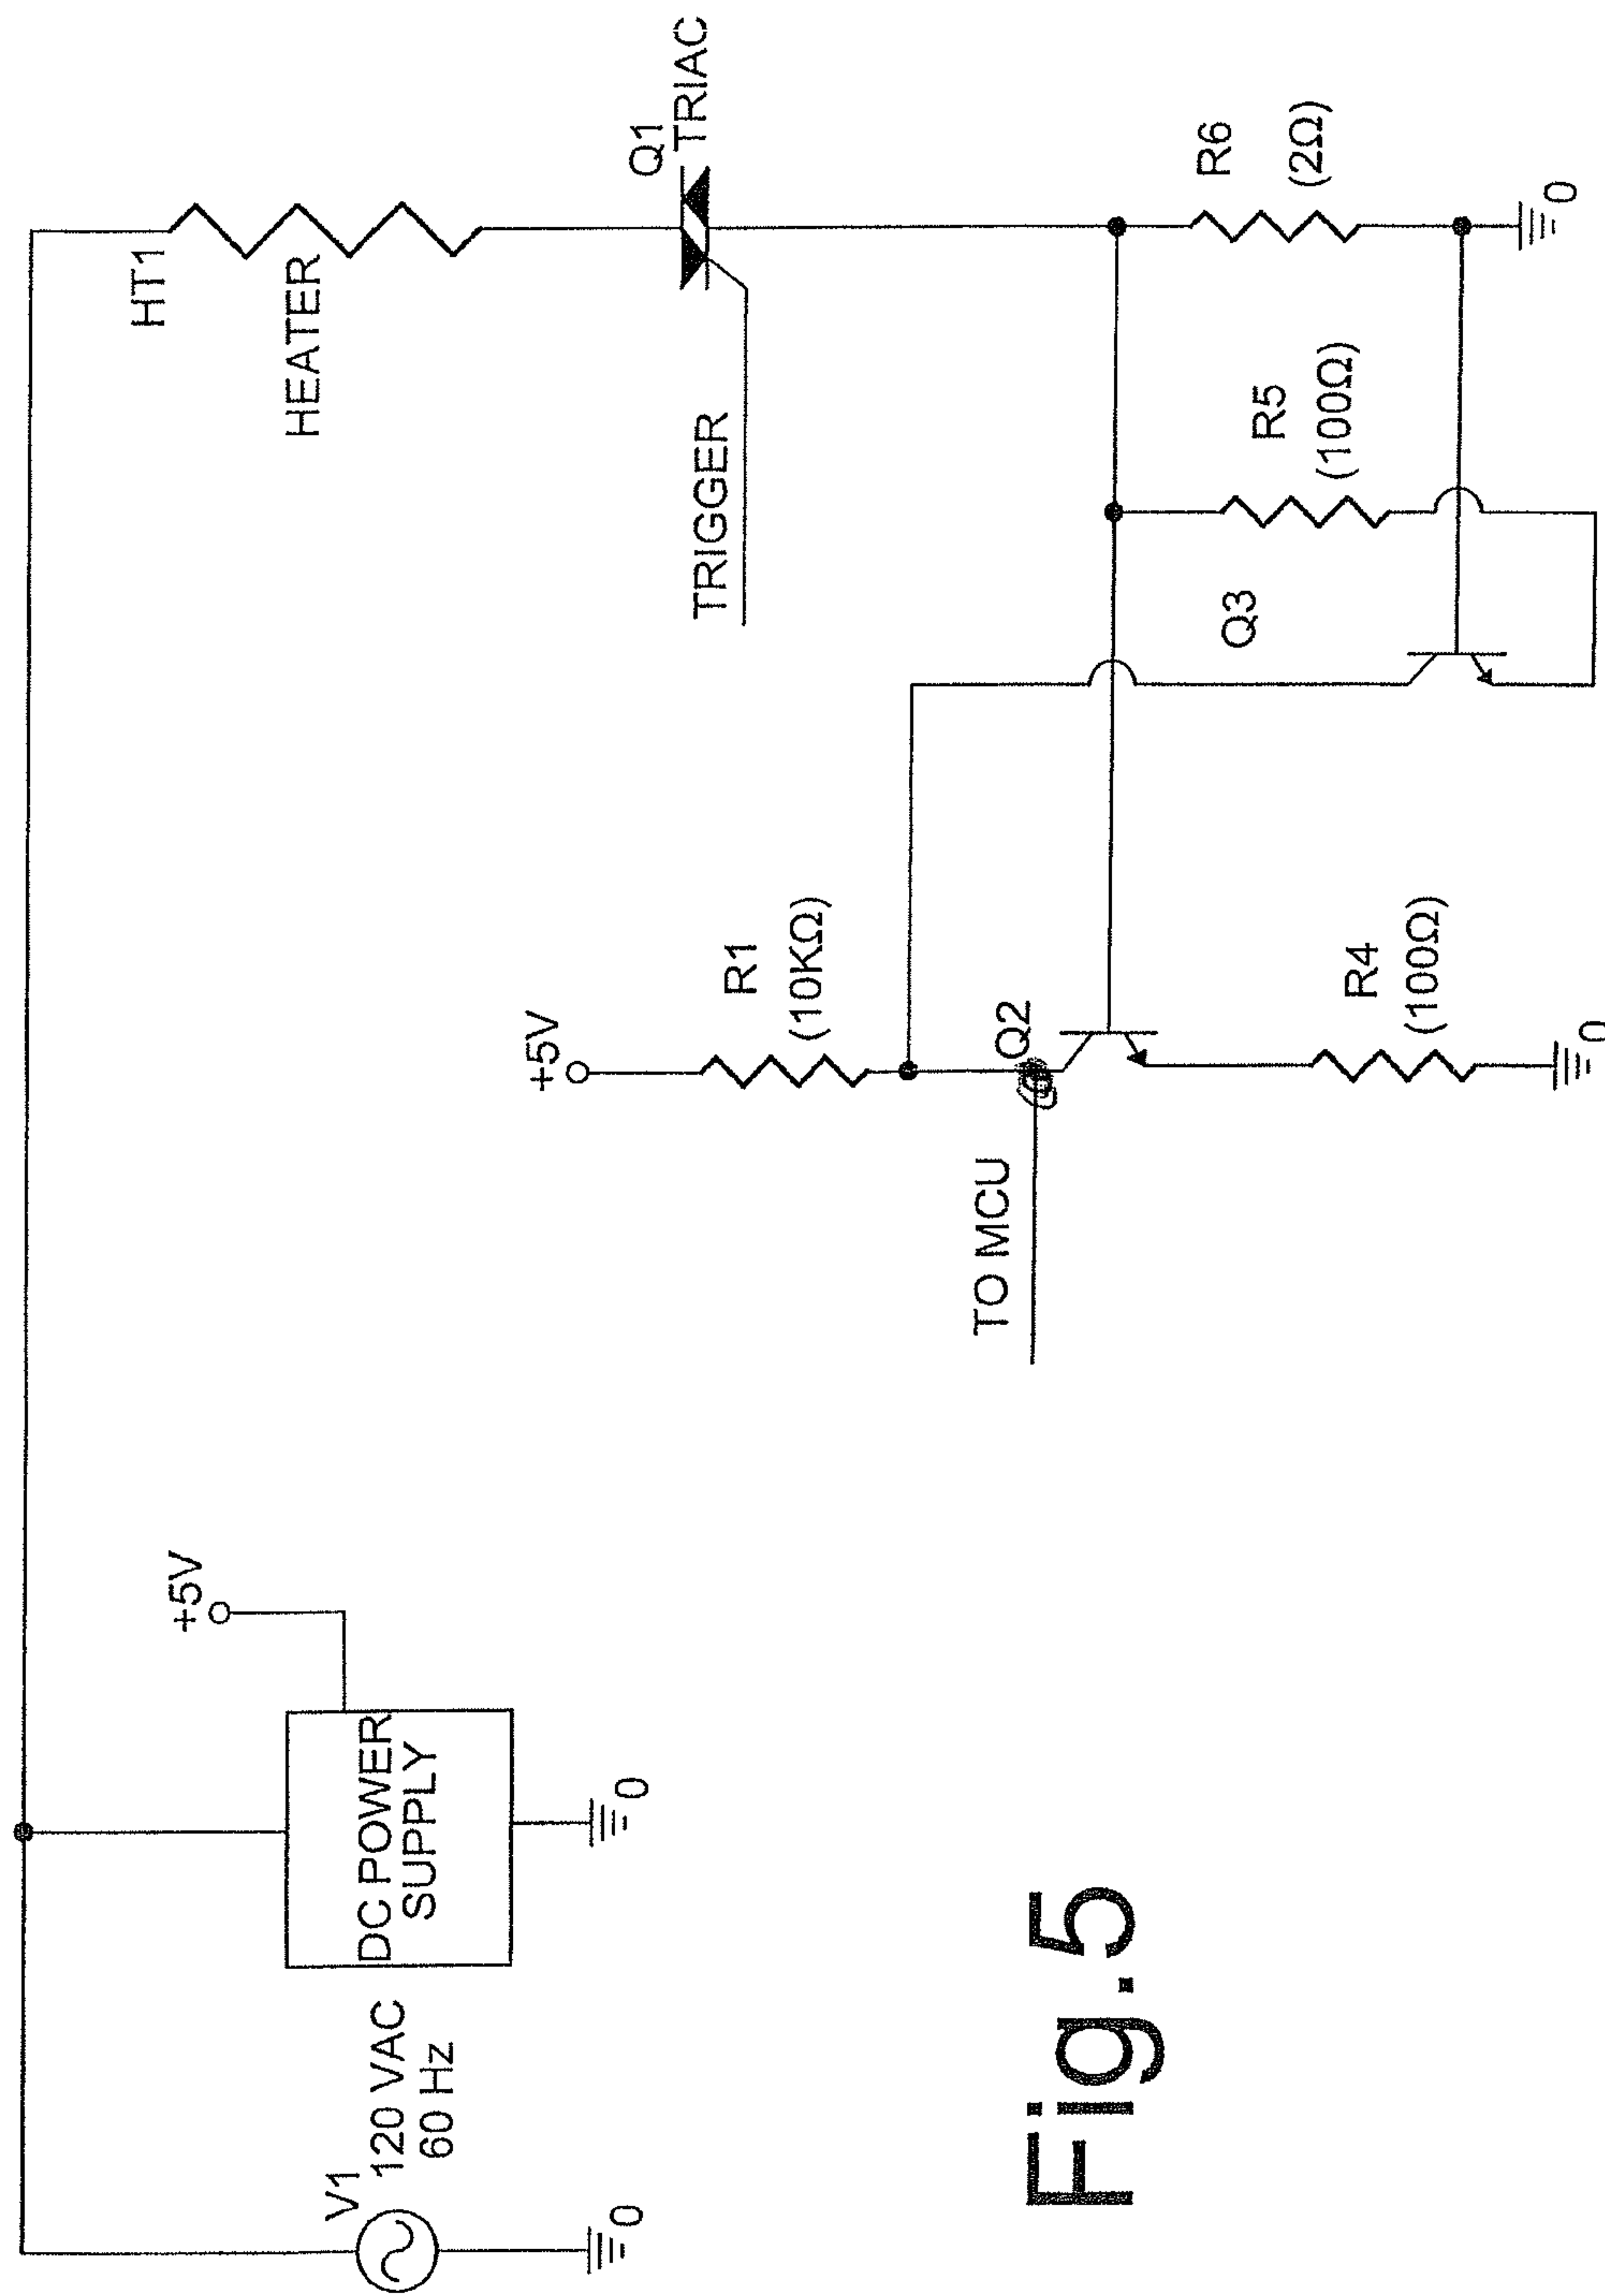 V1
120 VAC
60 Hz
0
DC POWER
SUPPLY
0
+5V
+5V
R1
(10KΩ)
TO MCU
Q2
R4
(100Ω)
0
HT1
HEATER
Q1
TRIAC
TRIGGER
Q3
R5
(100Ω)
R6
(2Ω)
0
Fig.5